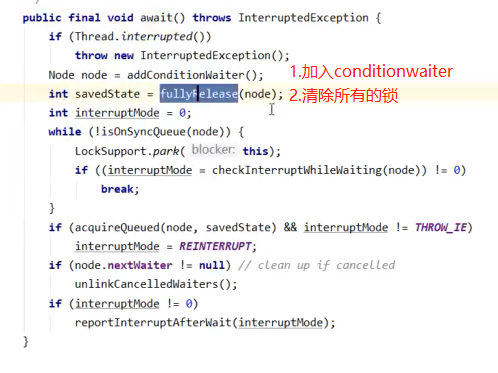 public final void await() throws InterruptedException {
if (Thread.interrupted())
throw new InterruptedException();
Node node = addConditionWaiter();
1.加入conditionwaiter
int savedState = fullyRelease(node);
2.清除所有的锁
int interruptMode = 0;
while (!isOnSyncQueue(node)) {
LockSupport.park( blocker: this);
if ((interruptMode = checkInterruptWhileWaiting(node)) != 0)
break;
}
if (acquireQueued(node, savedState) && interruptMode != THROW_IE)
interruptMode = REINTERRUPT;
if (node.nextWaiter != null) // clean up if cancelled
unlinkCancelledWaiters();
if (interruptMode != 0)
reportInterruptAfterWait(interruptMode);
}